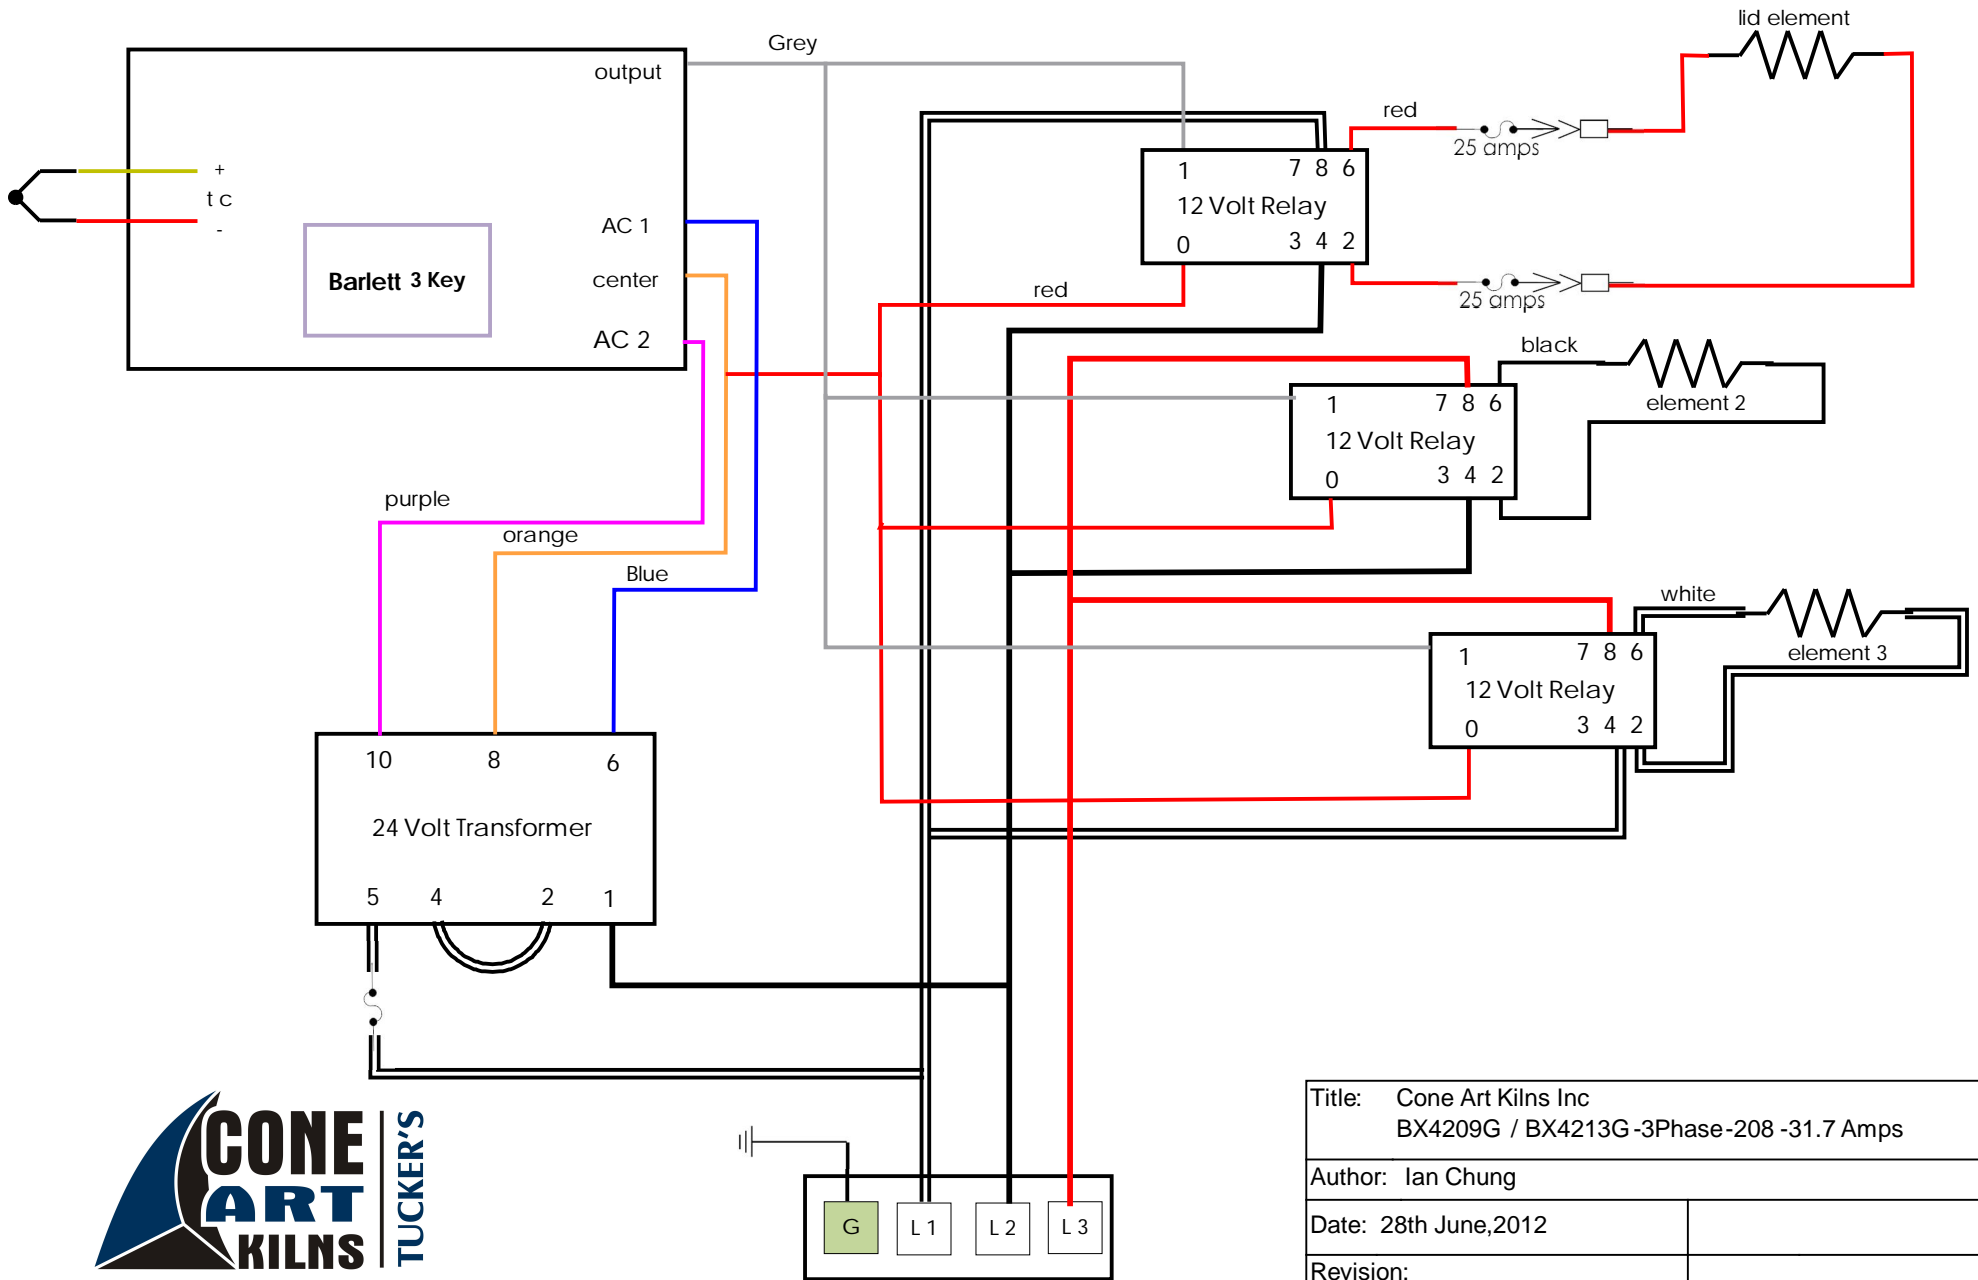 lid element
Grey
output
red
25 amps
+
t c
-
1 7 8 6
12 Volt Relay
0 3 4 2
AC 1
Barlett 3 Key
center
AC 2
red
25 amps
black
element 2
1 7 8 6
12 Volt Relay
0 3 4 2
purple
orange
Blue
white
element 3
1 7 8 6
12 Volt Relay
0 3 4 2
10 8 6
24 Volt Transformer
5 4 2 1
CONE
ART
KILNS
TUCKER'S
G L 1 L 2 L 3
Title: Cone Art Kilns Inc
BX4209G / BX4213G-3Phase-208 -31.7 Amps
Author: Ian Chung
Date: 28th June,2012
Revision: